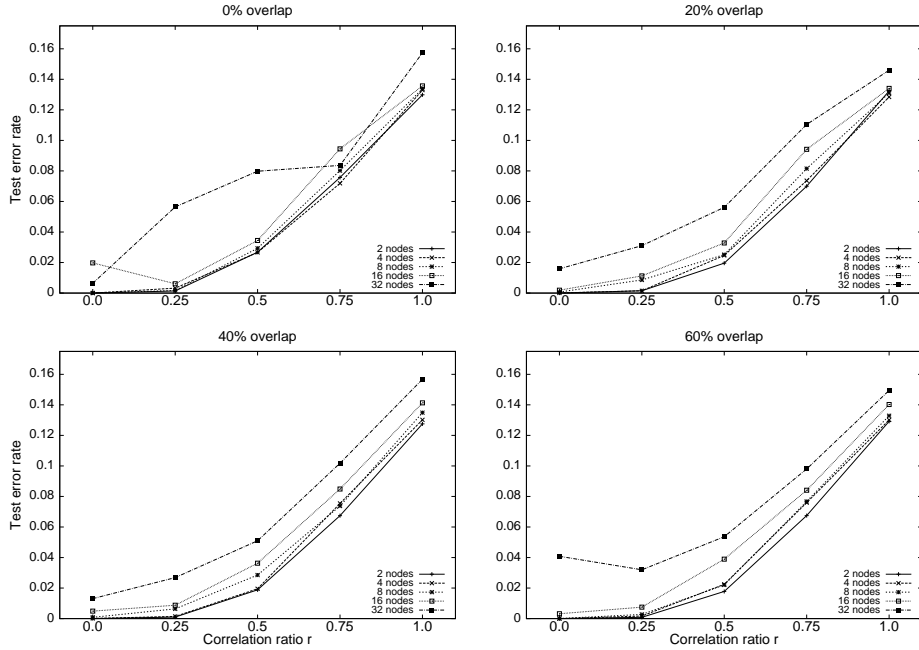 0% overlap
0.16
0.14
0.12
0.1
0.08
0.06
0.04
0.02
0
Test error rate
2 nodes
4 nodes
8 nodes
16 nodes
32 nodes
0.0 0.25 0.5 0.75 1.0
20% overlap
0.16
0.14
0.12
0.1
0.08
0.06
0.04
0.02
0
2 nodes
4 nodes
8 nodes
16 nodes
32 nodes
0.0 0.25 0.5 0.75 1.0
40% overlap
0.16
0.14
0.12
0.1
0.08
0.06
0.04
0.02
0
Test error rate
2 nodes
4 nodes
8 nodes
16 nodes
32 nodes
0.0 0.25 0.5 0.75 1.0
Correlation ratio r
60% overlap
0.16
0.14
0.12
0.1
0.08
0.06
0.04
0.02
0
2 nodes
4 nodes
8 nodes
16 nodes
32 nodes
0.0 0.25 0.5 0.75 1.0
Correlation ratio r